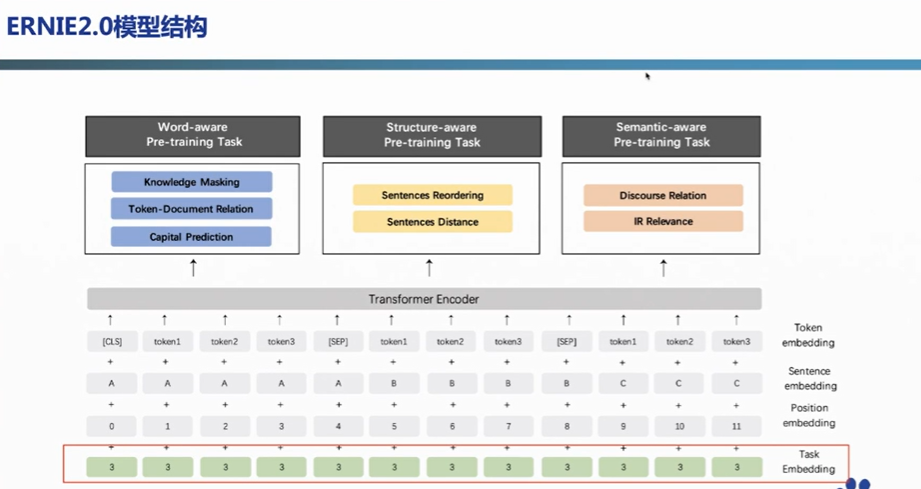 ERNIE2.0模型结构
Word-aware
Pre-training Task
Structure-aware
Pre-training Task
Semantic-aware
Pre-training Task
Knowledge Masking
Token-Document Relation
Capital Prediction
Sentences Reordering
Sentences Distance
Discourse Relation
IR Relevance
Transformer Encoder
[CLS] token1 token2 token3 [SEP] token1 token2 token3 [SEP] token1 token2 token3
Token
embedding
+ + + + + + + + + + + +
A A A A A B B B B C C C
Sentence
embedding
+ + + + + + + + + + + +
0 1 2 3 4 5 6 7 8 9 10 11
Position
embedding
+ + + + + + + + + + + +
3 3 3 3 3 3 3 3 3 3 3 3
Task
Embedding